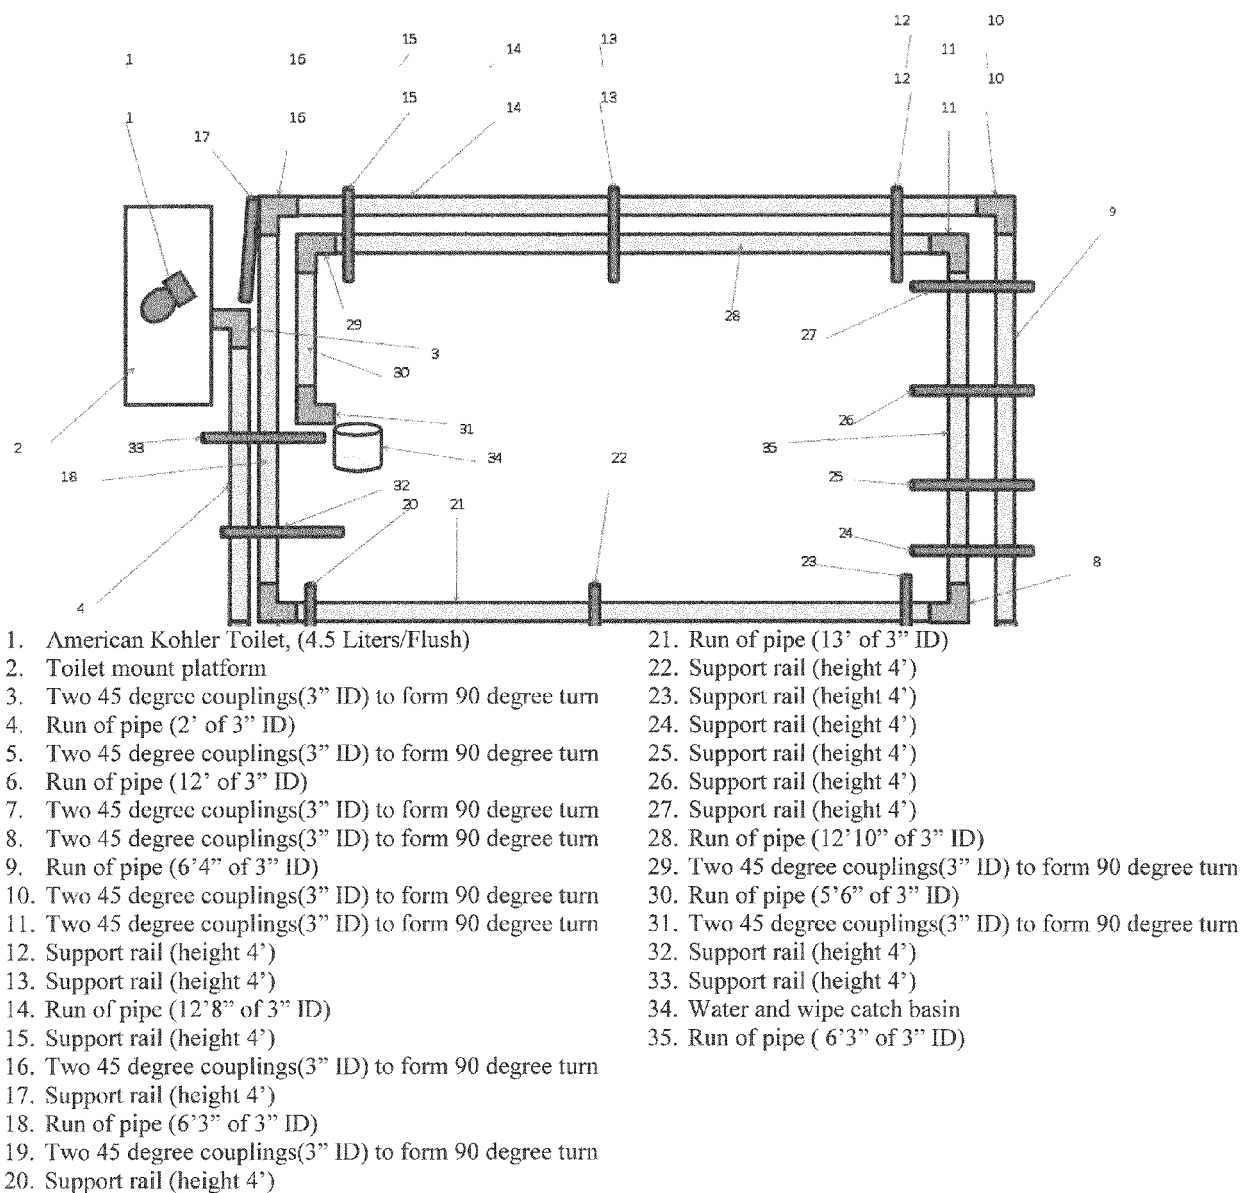 12 10
15 13
14 11
1 16
12 10
15 13
14 11
1 16
17
9
29 28
27
3
30
26
31
33 35
2 34 22
18 25
32
20 21
24
23 8
4
1. American Kohler Toilet, (4.5 Liters/Flush)
2. Toilet mount platform
3. Two 45 degree couplings(3” ID) to form 90 degree turn
4. Run of pipe (2’ of 3” ID)
5. Two 45 degree couplings(3” ID) to form 90 degree turn
6. Run of pipe (12’ of 3” ID)
7. Two 45 degree couplings(3” ID) to form 90 degree turn
8. Two 45 degree couplings(3” ID) to form 90 degree turn
9. Run of pipe (6’4” of 3” ID)
10. Two 45 degree couplings(3” ID) to form 90 degree turn
11. Two 45 degree couplings(3” ID) to form 90 degree turn
12. Support rail (height 4’)
13. Support rail (height 4’)
14. Run of pipe (12’8” of 3” ID)
15. Support rail (height 4’)
16. Two 45 degree couplings(3” ID) to form 90 degree turn
17. Support rail (height 4’)
18. Run of pipe (6’3” of 3” ID)
19. Two 45 degree couplings(3” ID) to form 90 degree turn
20. Support rail (height 4’)
21. Run of pipe (13’ of 3” ID)
22. Support rail (height 4’)
23. Support rail (height 4’)
24. Support rail (height 4’)
25. Support rail (height 4’)
26. Support rail (height 4’)
27. Support rail (height 4’)
28. Run of pipe (12’10” of 3” ID)
29. Two 45 degree couplings(3” ID) to form 90 degree turn
30. Run of pipe (5’6” of 3” ID)
31. Two 45 degree couplings(3” ID) to form 90 degree turn
32. Support rail (height 4’)
33. Support rail (height 4’)
34. Water and wipe catch basin
35. Run of pipe ( 6’3” of 3” ID)